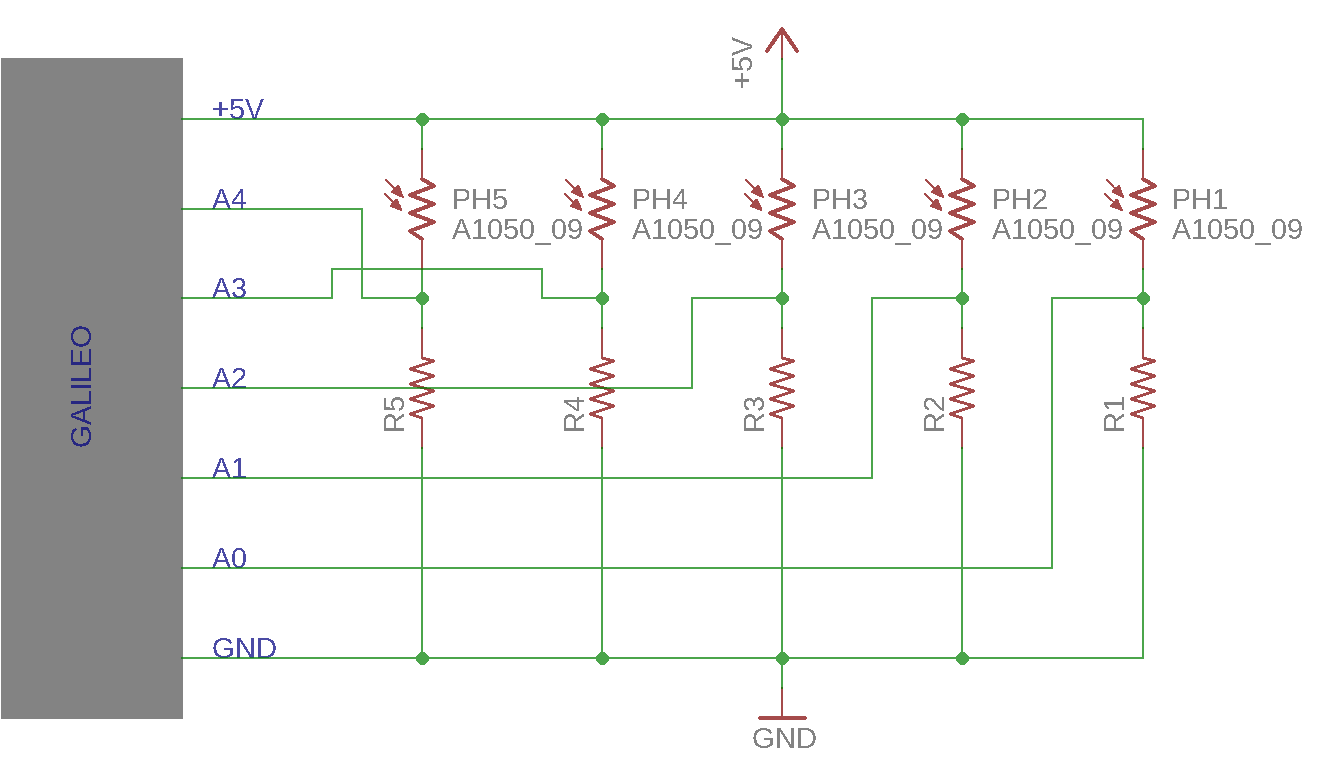 +5V
+5V
A4
PH5
A1050_09
PH4
A1050_09
PH3
A1050_09
PH2
A1050_09
PH1
A1050_09
A3
GALILEO
A2
R5
R4
R3
R2
R1
A1
A0
GND
GND